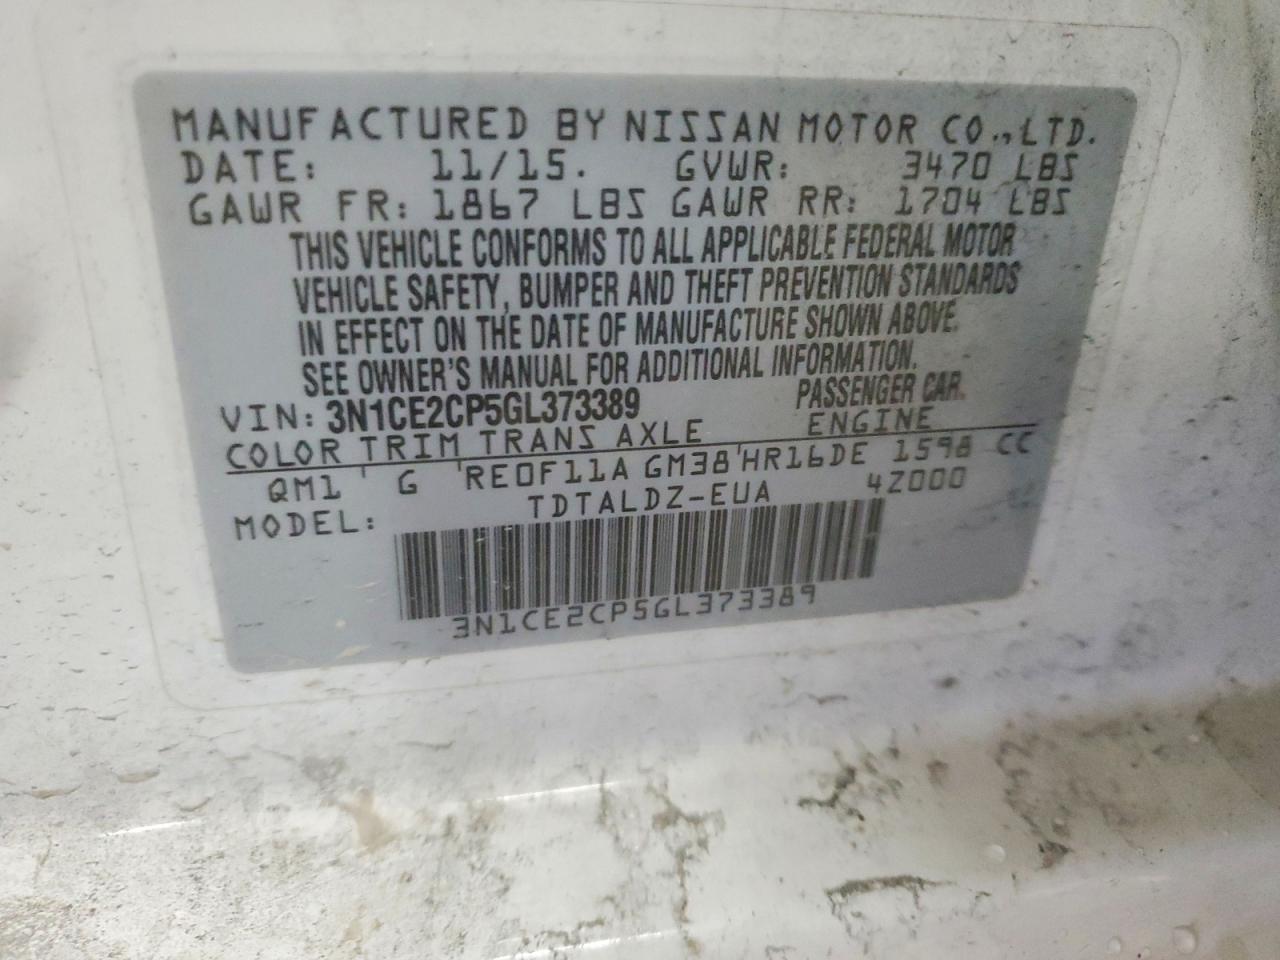 MANUFACTURED BY NISSAN MOTOR CO., LTD.
DATE: 11/15. GVWR: 3470 LBS
GAWR FR: 1867 LBS GAWR RR: 1704 LBS
THIS VEHICLE CONFORMS TO ALL APPLICABLE FEDERAL MOTOR
VEHICLE SAFETY, BUMPER AND THEFT PREVENTION STANDARDS
IN EFFECT ON THE DATE OF MANUFACTURE SHOWN ABOVE.
SEE OWNER'S MANUAL FOR ADDITIONAL INFORMATION.
VIN: 3N1CE2CP5GL373389 PASSENGER CAR.
COLOR TRIM TRANS AXLE ENGINE
QM1 ' G 'RE0F11A GM38'HR16DE 1598 CC
MODEL: TDTALDZ-EUA 4Z000
3N1CE2CP5GL373389